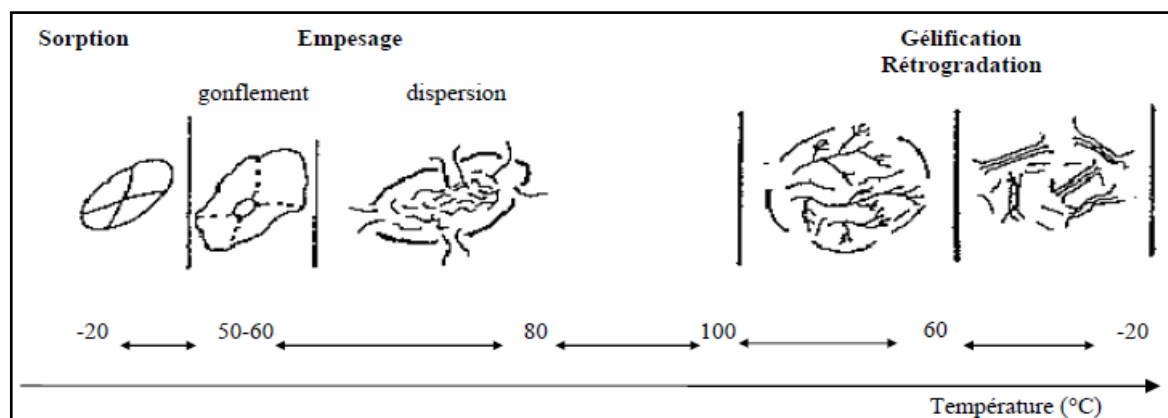 Sorption Empesage Gélification
Rétrogradation
gonflement dispersion
-20 50-60 80 100 60 -20
Température (°C)